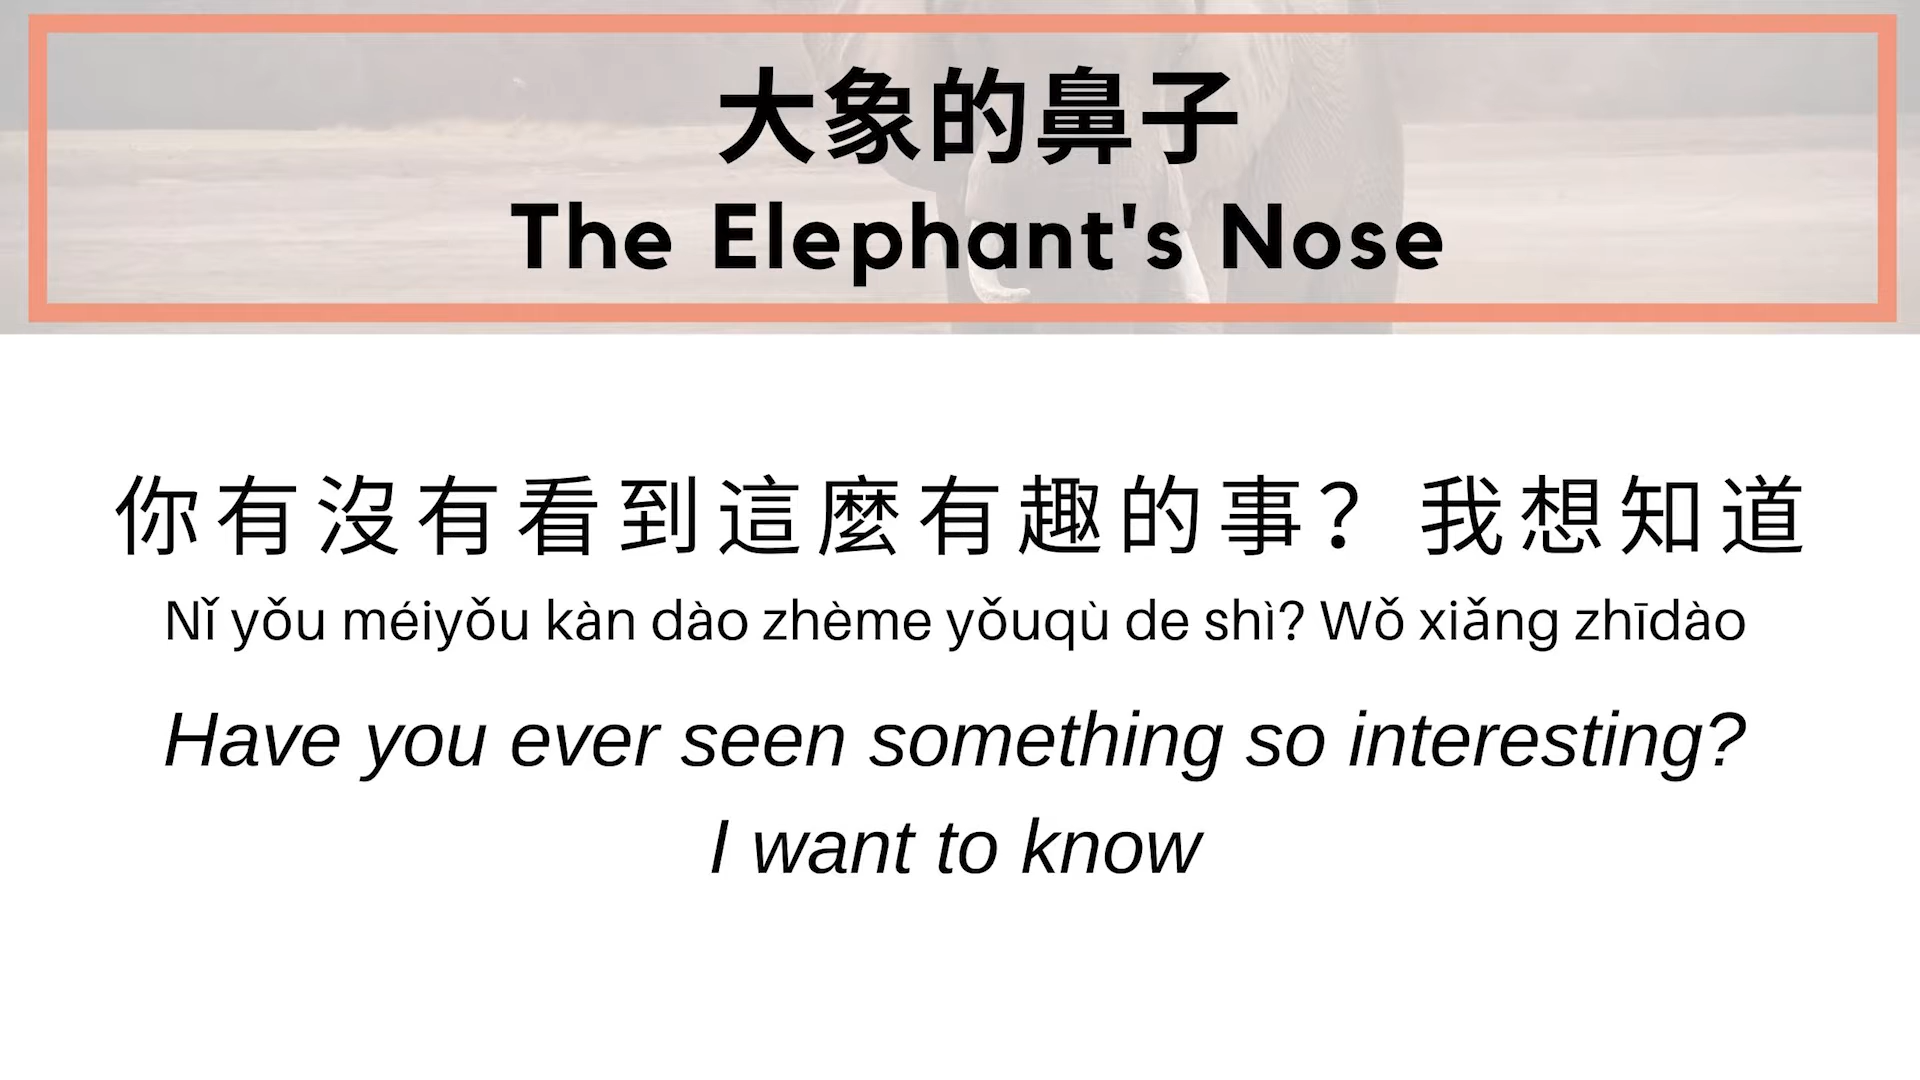 大象的鼻子
The Elephant's Nose
你有沒有看到這麼有趣的事？我想知道
Nǐ yǒu méiyǒu kàn dào zhème yǒuqù de shì? Wǒ xiǎng zhīdào
Have you ever seen something so interesting?
I want to know